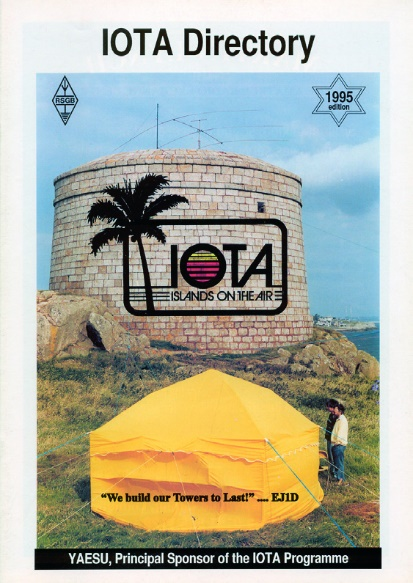 IOTA Directory
RSGB
1995
edition
IOTA
ISLANDS ON THE AIR
"We build our Towers to Last!" .... EJ1D
YAESU, Principal Sponsor of the IOTA Programme